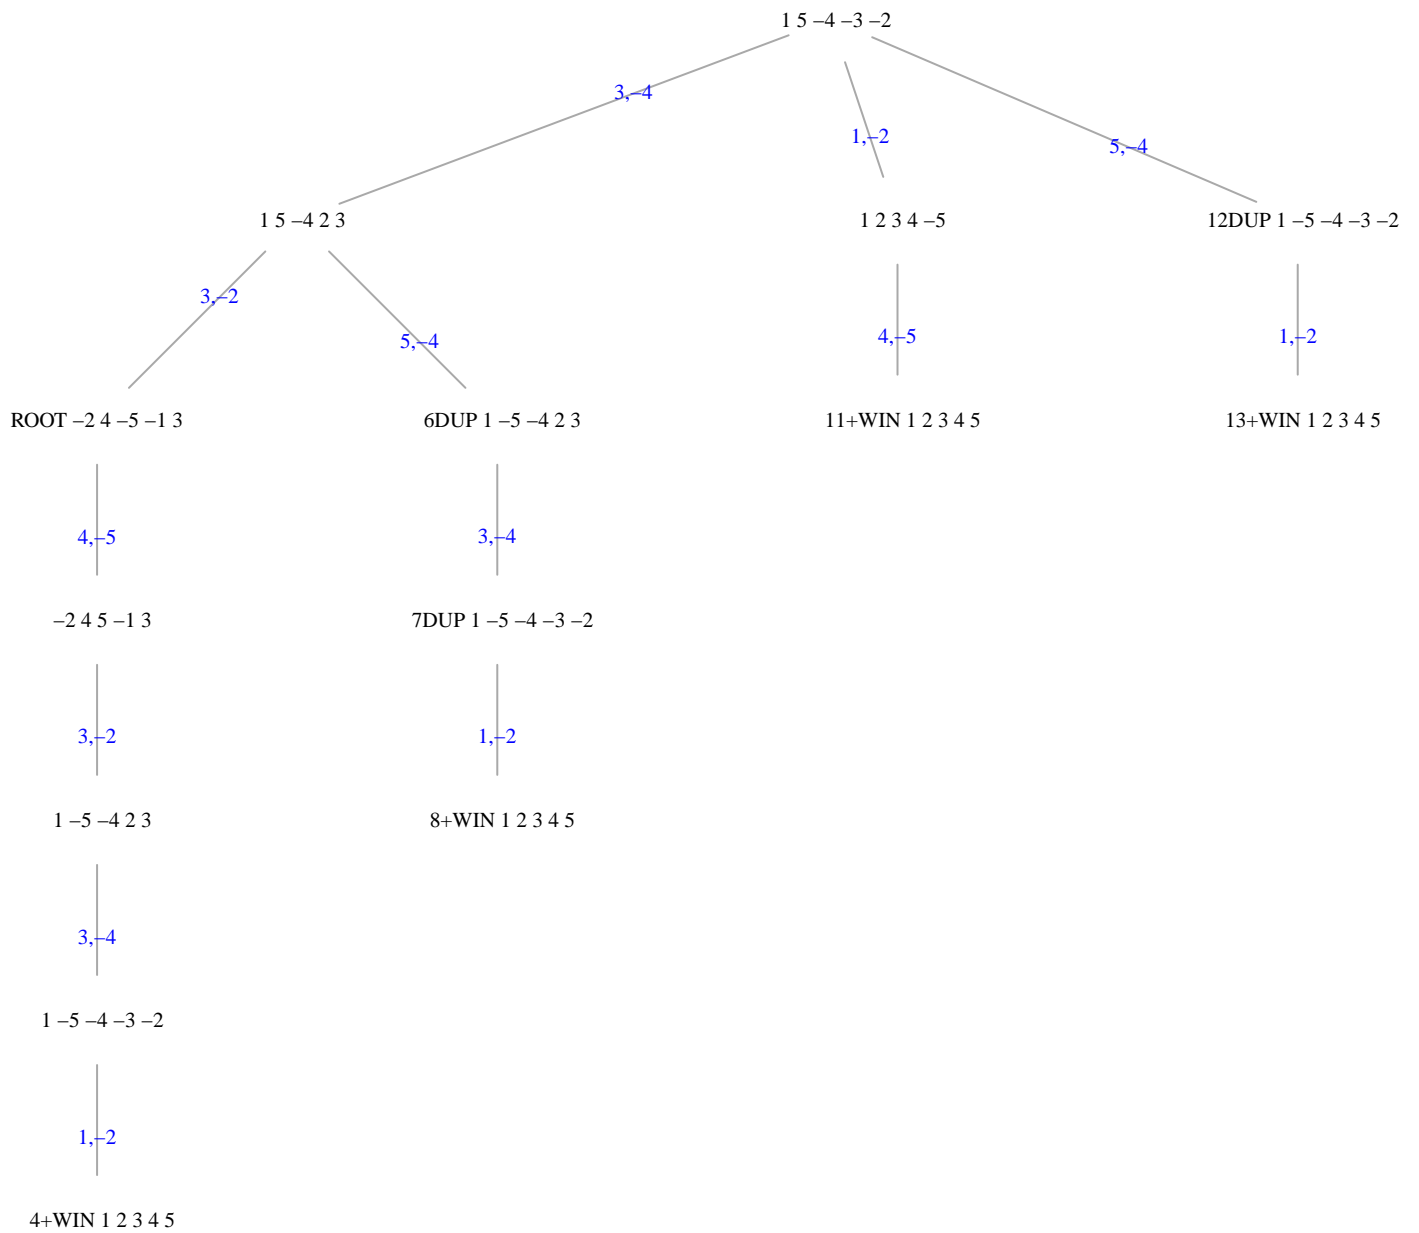 1 5 –4 –3 –2
3,–4
1,–2
5,–4
1 5 –4 2 3
1 2 3 4 –5
12DUP 1 –5 –4 –3 –2
3,–2
5,–4
4,–5
1,–2
ROOT –2 4 –5 –1 3
6DUP 1 –5 –4 2 3
11+WIN 1 2 3 4 5
13+WIN 1 2 3 4 5
4,–5
3,–4
–2 4 5 –1 3
7DUP 1 –5 –4 –3 –2
3,–2
1,–2
1 –5 –4 2 3
8+WIN 1 2 3 4 5
3,–4
1 –5 –4 –3 –2
1,–2
4+WIN 1 2 3 4 5